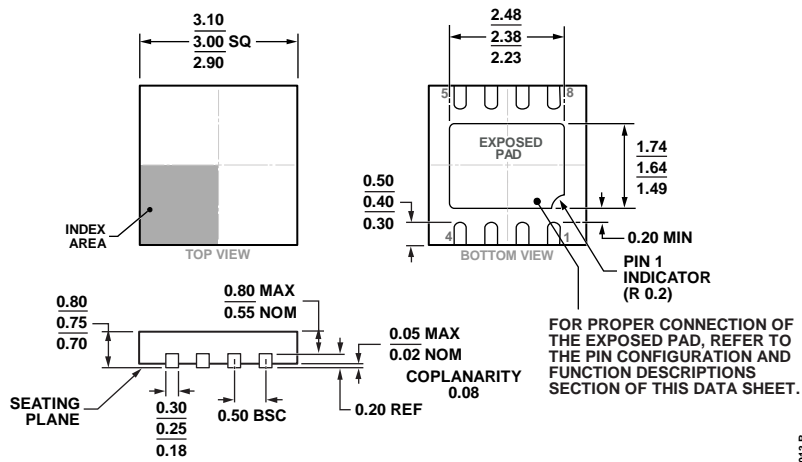 3.10
3.00 SQ
2.90
2.48
2.38
2.23
5
8
EXPOSED
PAD
1.74
1.64
1.49
0.50
0.40
0.30
INDEX
AREA
TOP VIEW
4
1
BOTTOM VIEW
0.20 MIN
PIN 1
INDICATOR
(R 0.2)
0.80
0.75
0.70
0.80 MAX
0.55 NOM
0.05 MAX
0.02 NOM
COPLANARITY
0.08
SEATING
PLANE
0.30
0.25
0.18
0.50 BSC
0.20 REF
FOR PROPER CONNECTION OF
THE EXPOSED PAD, REFER TO
THE PIN CONFIGURATION AND
FUNCTION DESCRIPTIONS
SECTION OF THIS DATA SHEET.